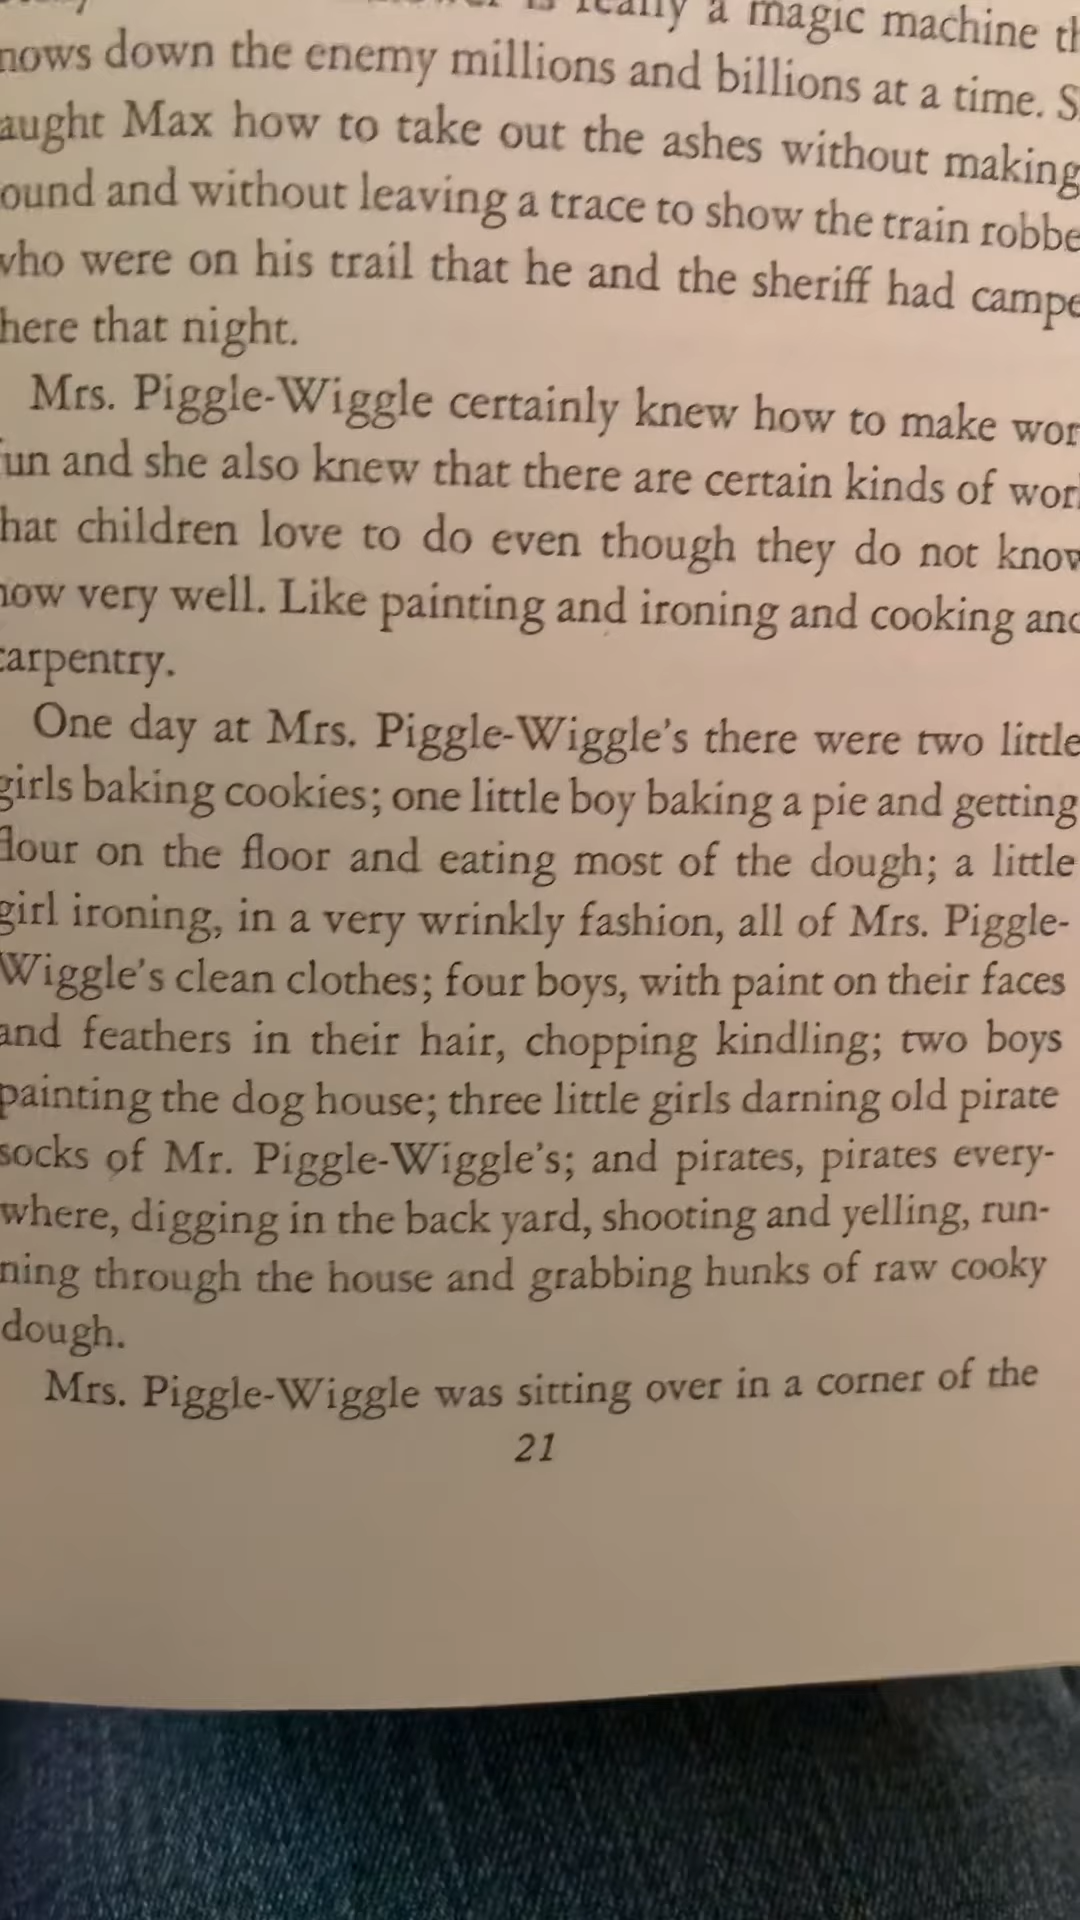 is really a magic machine th
nows down the enemy millions and billions at a time. S
aught Max how to take out the ashes without making
ound and without leaving a trace to show the train robbe
who were on his trail that he and the sheriff had campe
here that night.
Mrs. Piggle-Wiggle certainly knew how to make wor
fun and she also knew that there are certain kinds of work
hat children love to do even though they do not know
how very well. Like painting and ironing and cooking and
carpentry.
One day at Mrs. Piggle-Wiggle's there were two little
girls baking cookies; one little boy baking a pie and getting
flour on the floor and eating most of the dough; a little
girl ironing, in a very wrinkly fashion, all of Mrs. Piggle-
Wiggle's clean clothes; four boys, with paint on their faces
and feathers in their hair, chopping kindling; two boys
painting the dog house; three little girls darning old pirate
socks of Mr. Piggle-Wiggle's; and pirates, pirates every-
where, digging in the back yard, shooting and yelling, run-
ning through the house and grabbing hunks of raw cooky
dough.
Mrs. Piggle-Wiggle was sitting over in a corner of the
21